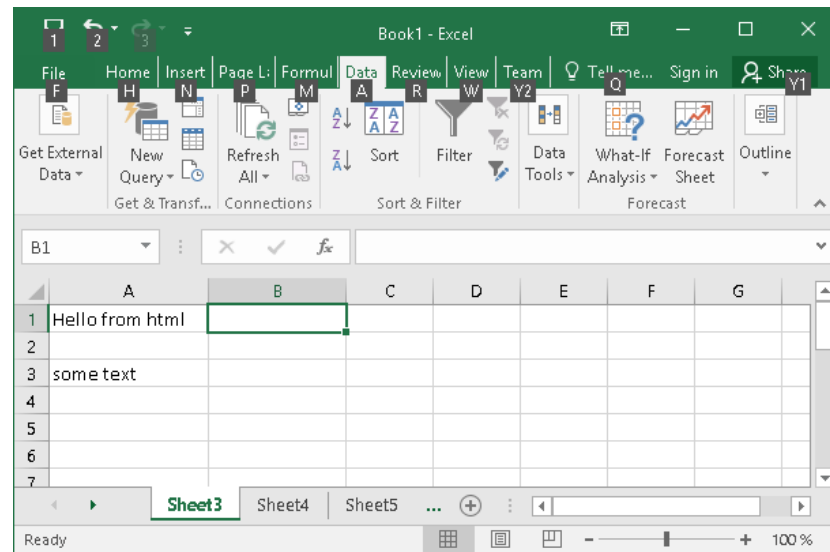 Book1 - Excel
1 2 3
File Home Insert Page L Formul Data Review View Team Tell me... Sign in Share
F H N P M A R W Y2 Q Y1
Get External Data
New Query
Refresh All
Sort
Filter
Data Tools
What-If Analysis
Forecast Sheet
Outline
Get & Transf... Connections Sort & Filter Forecast
B1 fx
A B C D E F G
1 Hello from html
2
3 some text
4
5
6
7
Sheet3 Sheet4 Sheet5 ...
Ready 100 %